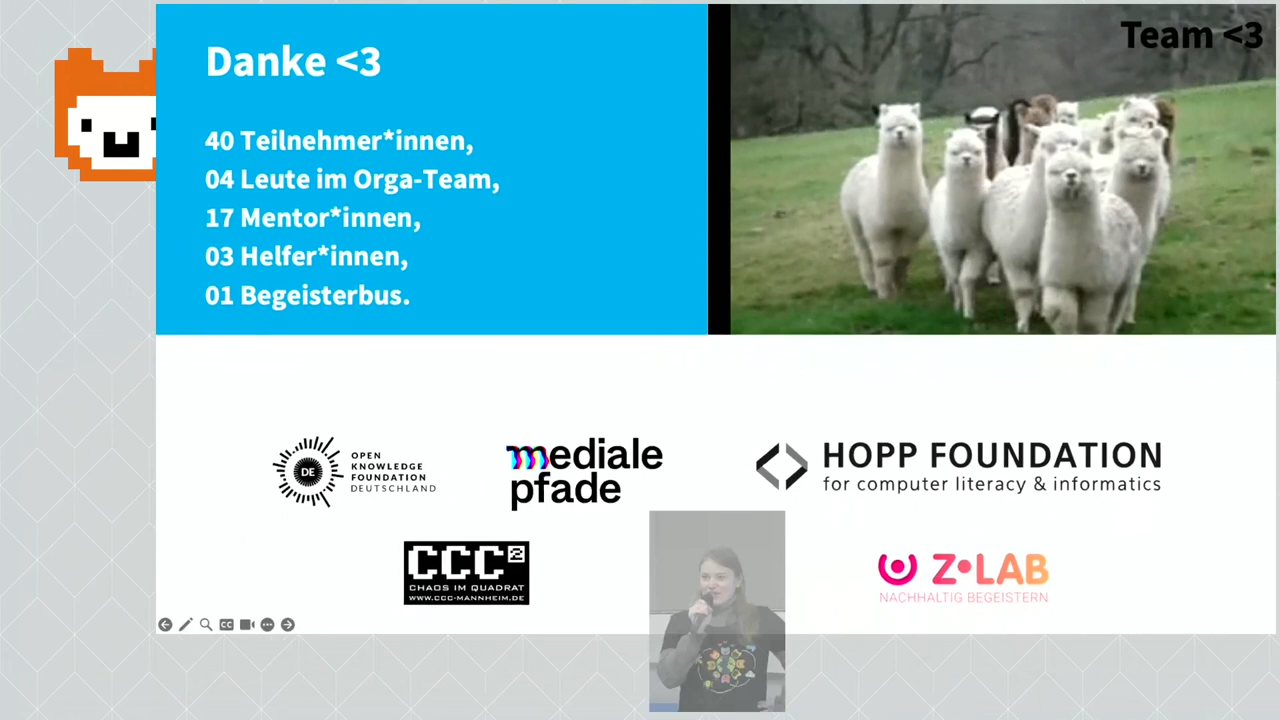 Danke <3
40 Teilnehmer*innen,
04 Leute im Orga-Team,
17 Mentor*innen,
03 Helfer*innen,
01 Begeisterbus.
Team <3
DE
OPEN
KNOWLEDGE
FOUNDATION
DEUTSCHLAND
mediale
pfade
HOPP FOUNDATION
for computer literacy & informatics
CCC2
CHAOS IM QUADRAT
WWW.CCC-MANNHEIM.DE
Z•LAB
NACHHALTIG BEGEISTERN
CC